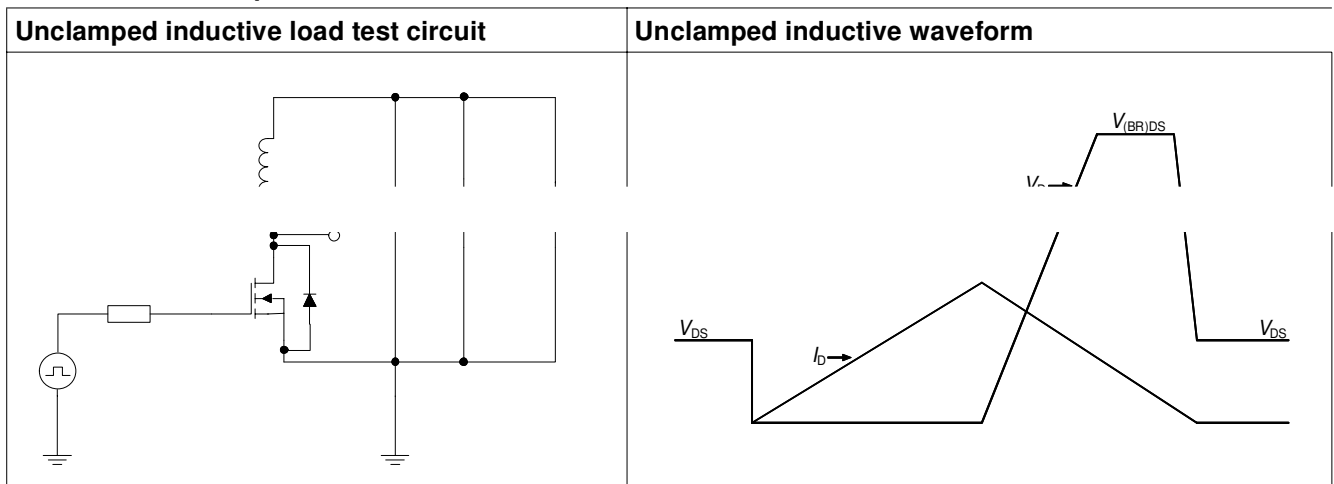 Unclamped inductive load test circuit
Unclamped inductive waveform
V(BR)DS
VDS
ID
VDS